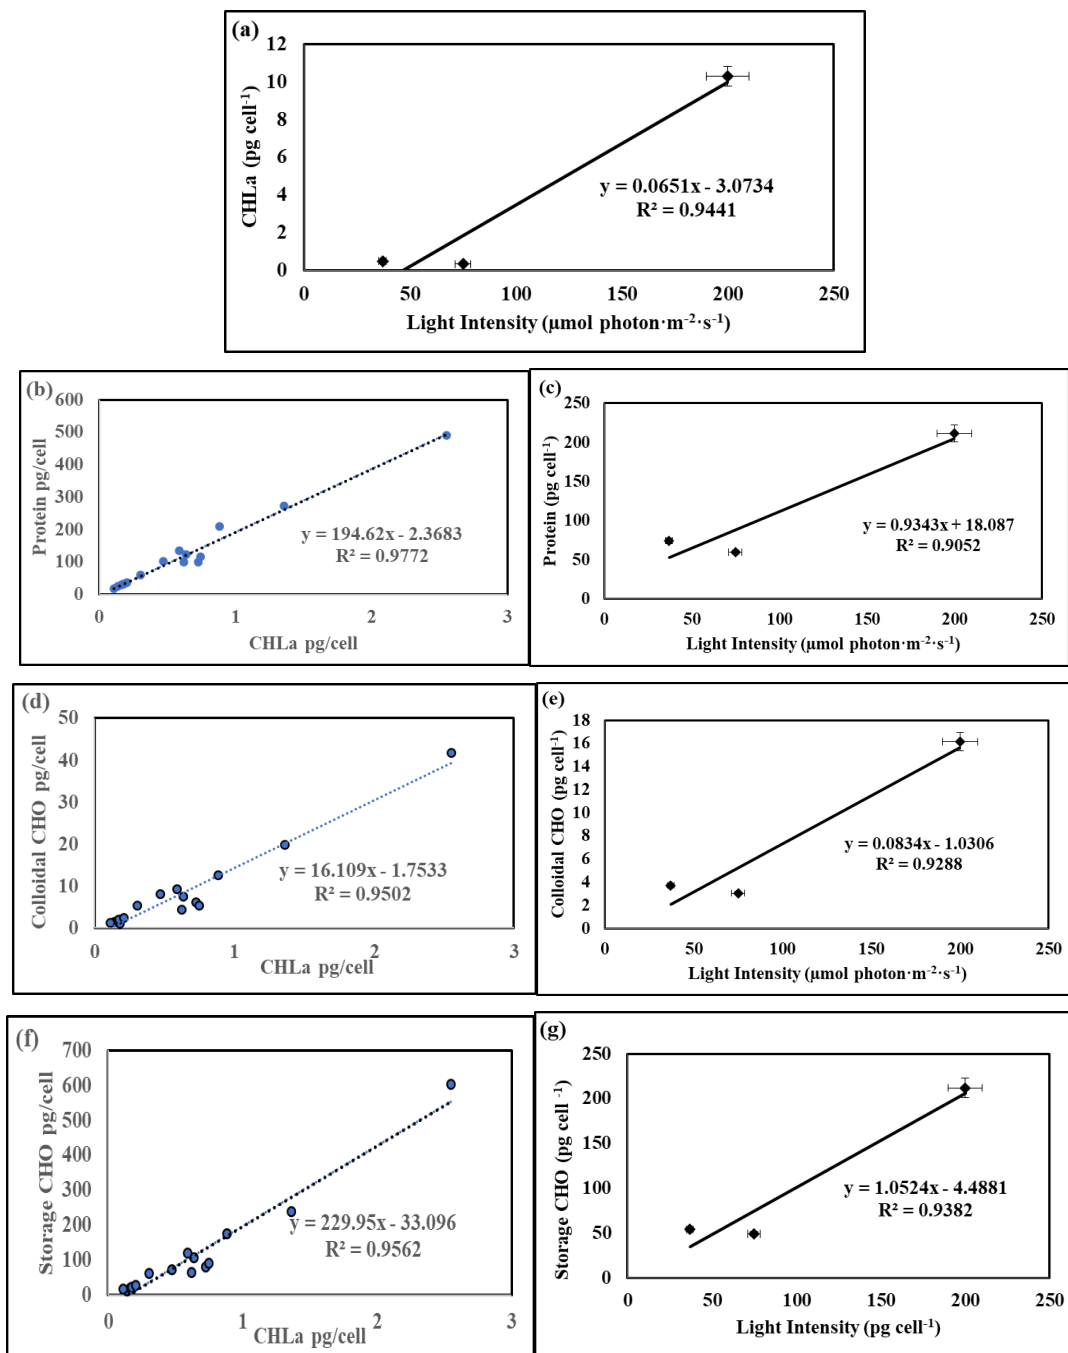 (a)
12
10
8
6
4
2
0
CHLa (pg cell⁻¹)
y = 0.0651x - 3.0734
R² = 0.9441
0 50 100 150 200 250
Light Intensity (µmol photon·m⁻²·s⁻¹)
(b)
600
500
400
300
200
100
0
Protein pg/cell
y = 194.62x - 2.3683
R² = 0.9772
0 1 2 3
CHLa pg/cell
(c)
250
200
150
100
50
0
Protein (pg cell⁻¹)
y = 0.9343x + 18.087
R² = 0.9052
0 50 100 150 200 250
Light Intensity (µmol photon·m⁻²·s⁻¹)
(d)
50
40
30
20
10
0
Colloidal CHO pg/cell
y = 16.109x - 1.7533
R² = 0.9502
0 1 2 3
CHLa pg/cell
(e)
18
16
14
12
10
8
6
4
2
0
Colloidal CHO (pg cell⁻¹)
y = 0.0834x - 1.0306
R² = 0.9288
0 50 100 150 200 250
Light Intensity (µmol photon·m⁻²·s⁻¹)
(f)
700
600
500
400
300
200
100
0
Storage CHO pg/cell
y = 229.95x - 33.096
R² = 0.9562
0 1 2 3
CHLa pg/cell
(g)
250
200
150
100
50
0
Storage CHO (pg cell ⁻¹)
y = 1.0524x - 4.4881
R² = 0.9382
0 50 100 150 200 250
Light Intensity (pg cell⁻¹)